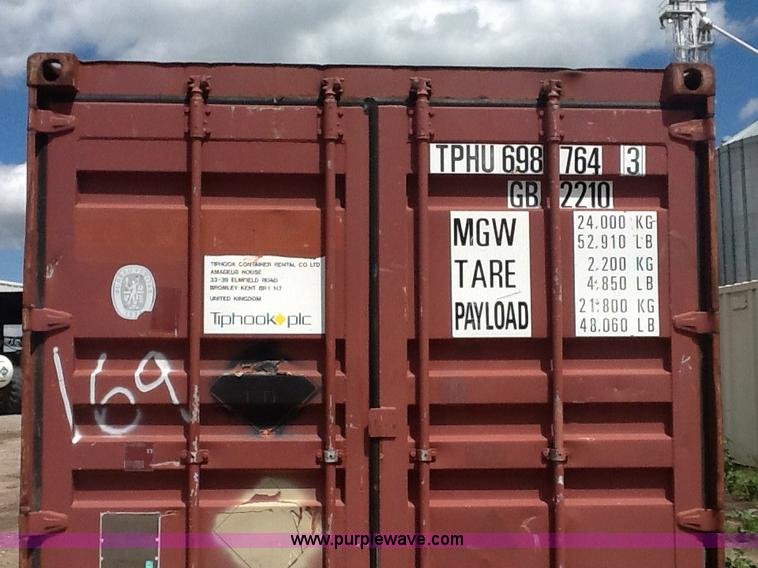 TPHU 698 764 3
GB 2210
MGW
TARE
PAYLOAD
24.000 KG
52.910 LB
2.200 KG
4.850 LB
21.800 KG
48.060 LB
TIPHOOK CONTAINER RENTAL CO LTD
AMADEUS HOUSE
33-39 ELMFIELD ROAD
BROMLEY KENT BR1 1LT
UNITED KINGDOM
Tiphook plc
169
www.purplewave.com